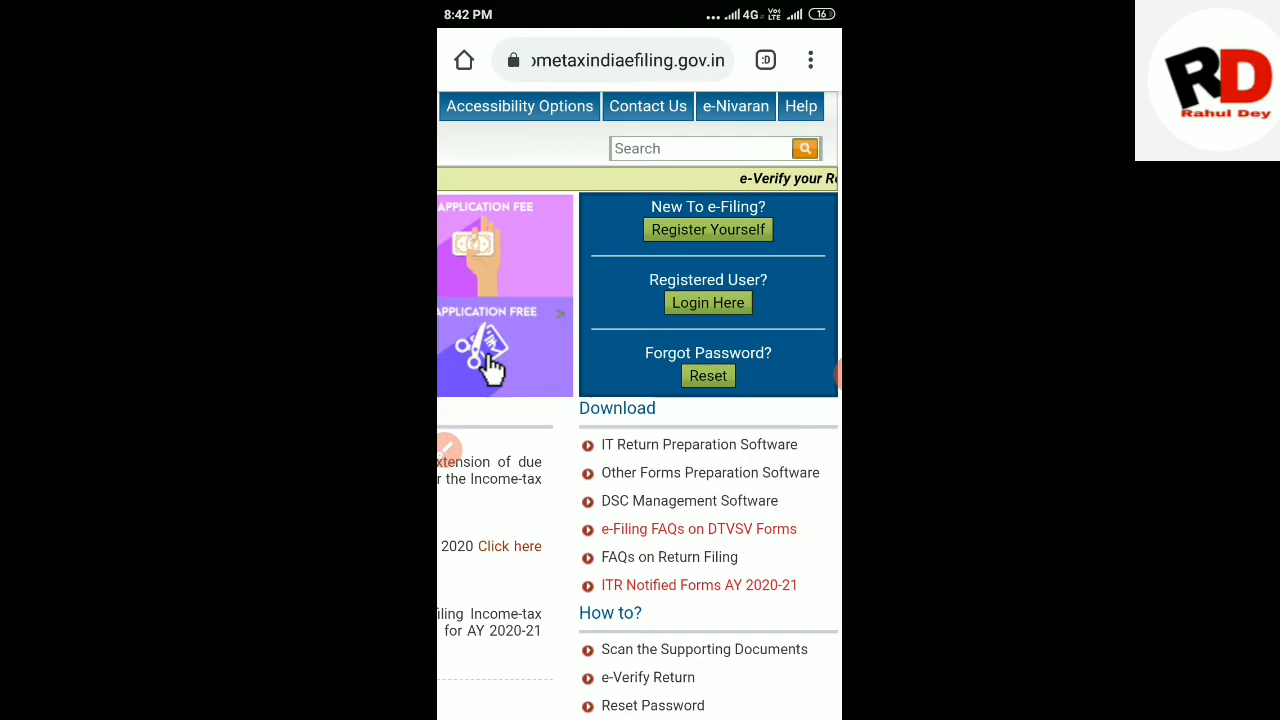 8:42 PM
4G
Vo)
LTE
16
ometaxindiaefiling.gov.in
:D
Accessibility Options
Contact Us
e-Nivaran
Help
Search
e-Verify your
APPLICATION FEE
APPLICATION FREE
>
New To e-Filing?
Register Yourself
Registered User?
Login Here
Forgot Password?
Reset
xtension of due
r the Income-tax
2020 Click here
iling Income-tax
for AY 2020-21
Download
IT Return Preparation Software
Other Forms Preparation Software
DSC Management Software
e-Filing FAQs on DTVSV Forms
FAQs on Return Filing
ITR Notified Forms AY 2020-21
How to?
Scan the Supporting Documents
e-Verify Return
Reset Password
RD
Rahul Dey